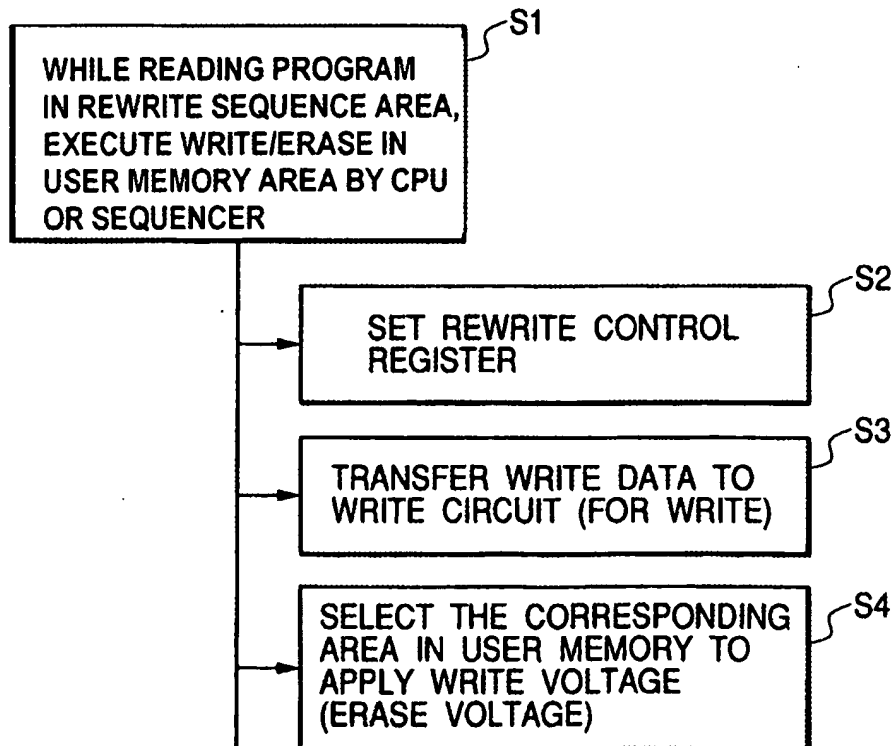 S1
WHILE READING PROGRAM
IN REWRITE SEQUENCE AREA,
EXECUTE WRITE/ERASE IN
USER MEMORY AREA BY CPU
OR SEQUENCER
S2
SET REWRITE CONTROL
REGISTER
S3
TRANSFER WRITE DATA TO
WRITE CIRCUIT (FOR WRITE)
S4
SELECT THE CORRESPONDING
AREA IN USER MEMORY TO
APPLY WRITE VOLTAGE
(ERASE VOLTAGE)